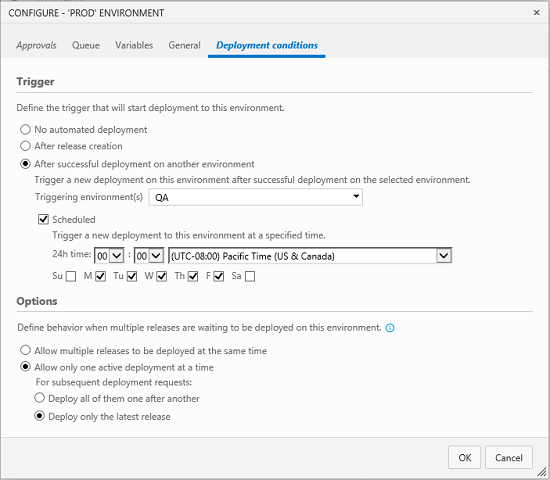 CONFIGURE - 'PROD' ENVIRONMENT
Approvals Queue Variables General Deployment conditions
Trigger
Define the trigger that will start deployment to this environment.
No automated deployment
After release creation
After successful deployment on another environment
Trigger a new deployment on this environment after successful deployment on the selected environment.
Triggering environment(s) QA
Scheduled
Trigger a new deployment to this environment at a specified time.
24h time: 00 : 00 (UTC-08:00) Pacific Time (US & Canada)
Su M Tu W Th F Sa
Options
Define behavior when multiple releases are waiting to be deployed on this environment.
Allow multiple releases to be deployed at the same time
Allow only one active deployment at a time
For subsequent deployment requests:
Deploy all of them one after another
Deploy only the latest release
OK Cancel